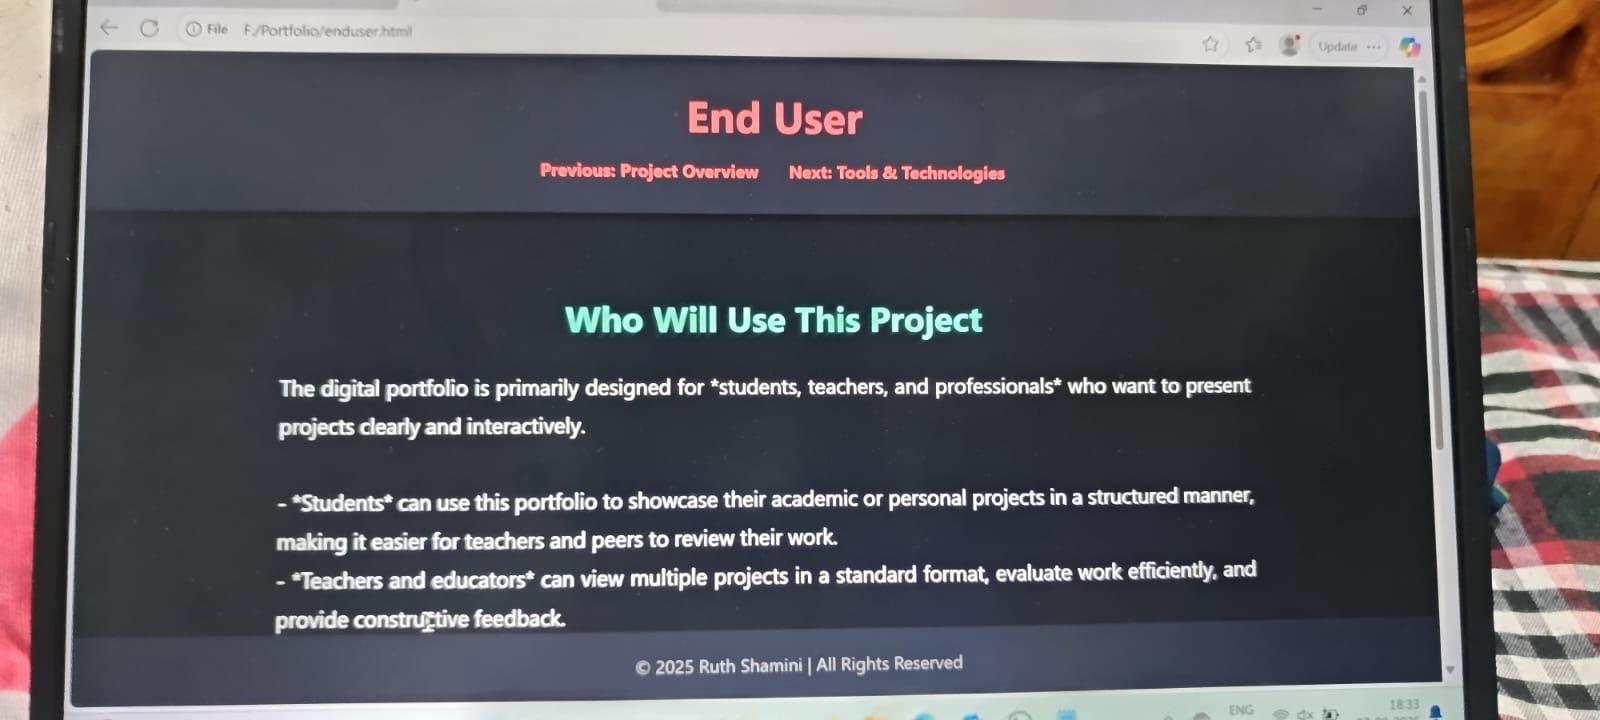 File F:/Portfolio/enduser.html
Update
End User
Previous: Project Overview Next: Tools & Technologies
Who Will Use This Project
The digital portfolio is primarily designed for *students, teachers, and professionals* who want to present
projects clearly and interactively.
- *Students* can use this portfolio to showcase their academic or personal projects in a structured manner,
making it easier for teachers and peers to review their work.
- *Teachers and educators* can view multiple projects in a standard format, evaluate work efficiently, and
provide constructive feedback.
© 2025 Ruth Shamini | All Rights Reserved
ENG
18:33